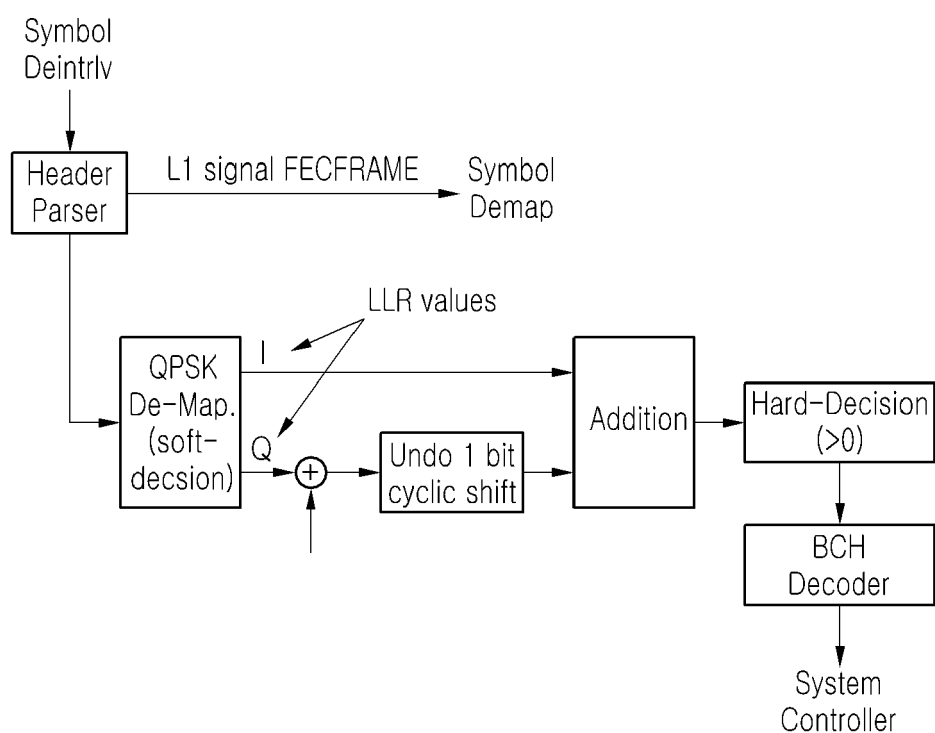 Symbol
Deintrlv
Header
Parser
L1 signal FECFRAME
Symbol
Demap
LLR values
QPSK
De-Map.
(soft-
decsion)
I
Q
+
Undo 1 bit
cyclic shift
Addition
Hard-Decision
(>0)
BCH
Decoder
System
Controller